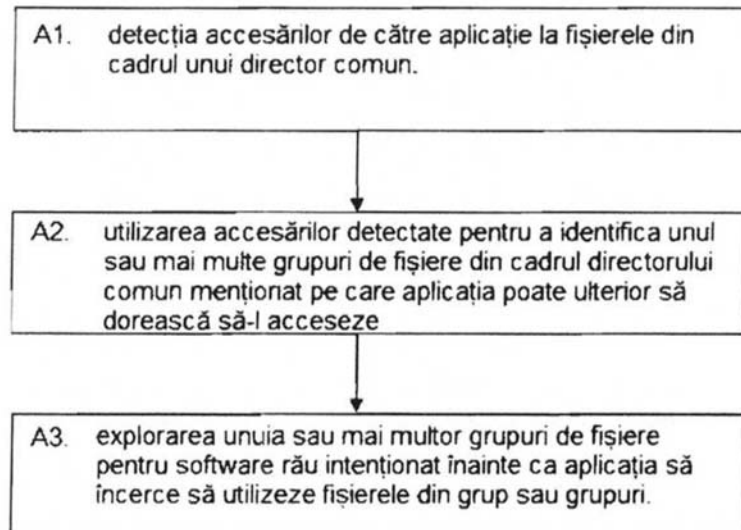 A1. detecția accesărilor de către aplicație la fișierele din
cadrul unui director comun.
A2. utilizarea accesărilor detectate pentru a identifica unul
sau mai multe grupuri de fișiere din cadrul directorului
comun menționat pe care aplicația poate ulterior să
dorească să-l acceseze
A3. explorarea unuia sau mai multor grupuri de fișiere
pentru software rău intenționat înainte ca aplicația să
încerce să utilizeze fișierele din grup sau grupuri.